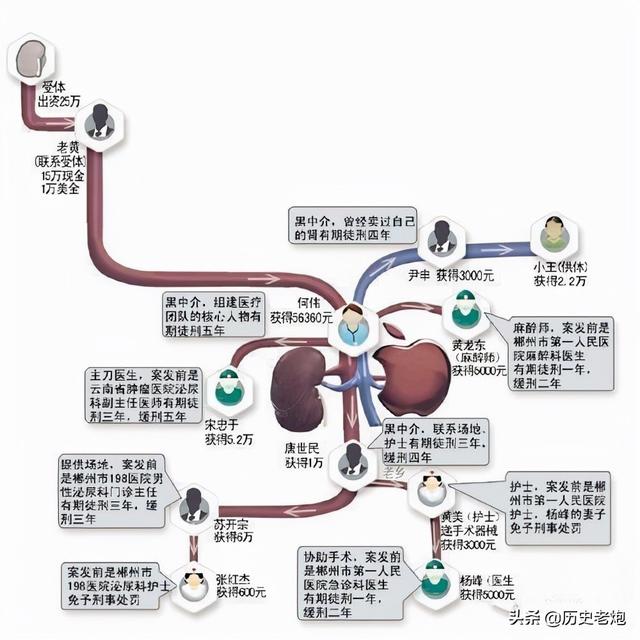 受体
出资25万
老黄
(联系受体)
15万现金
1万美金
黑中介，曾经卖过自己
的肾有期徒刑四年
尹申 获得3000元
小王(供体)
获得2.2万
黑中介，组建医疗
团队的核心人物有
期徒刑五年
何伟
获得56360元
黄龙东
(麻醉师)
获得6000元
麻醉师，案发前是
郴州市第一人民医
院麻醉科医生
有期徒刑一年，
缓刑二年
主刀医生，案发前是
云南省肿瘤医院泌尿
科副主任医师有期徒
刑三年，缓刑五年
宋忠于
获得5.2万
唐世民
获得1万
黑中介，联系场地、
护士有期徒刑三年，
缓刑四年
老乡
提供场地，案发前
是郴州市198医院男
性泌尿科门诊主任
有期徒刑三年，缓
刑三年
苏开宗
获得6万
黄美（护士）
递手术器械
获得3000元
护士，案发前是郴
州市第一人民医院
护士，杨峰的妻子
免予刑事处罚
案发前是郴州市
198医院泌尿科护士
免予刑事处罚
张红杰
获得600元
协助手术，案发前
是郴州市第一人民
医院急诊科医生
有期徒刑一年，
缓刑二年
杨峰（医生
获得5000元
头条 @历史老炮